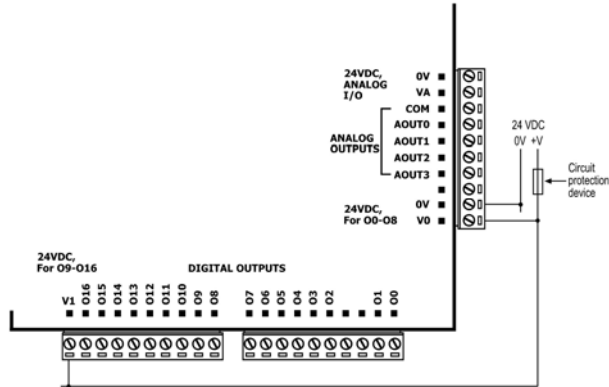 24VDC,
ANALOG
I/O
0V
VA
COM
AOUT0
ANALOG
OUTPUTS
AOUT1
AOUT2
AOUT3
24VDC,
For O0-O8
0V
V0
24 VDC
0V +V
Circuit
protection
device
24VDC,
For O9-O16
DIGITAL OUTPUTS
V1 O16 O15 O14 O13 O12 O11 O10 O9 O8 O7 O6 O5 O4 O3 O2 O1 O0